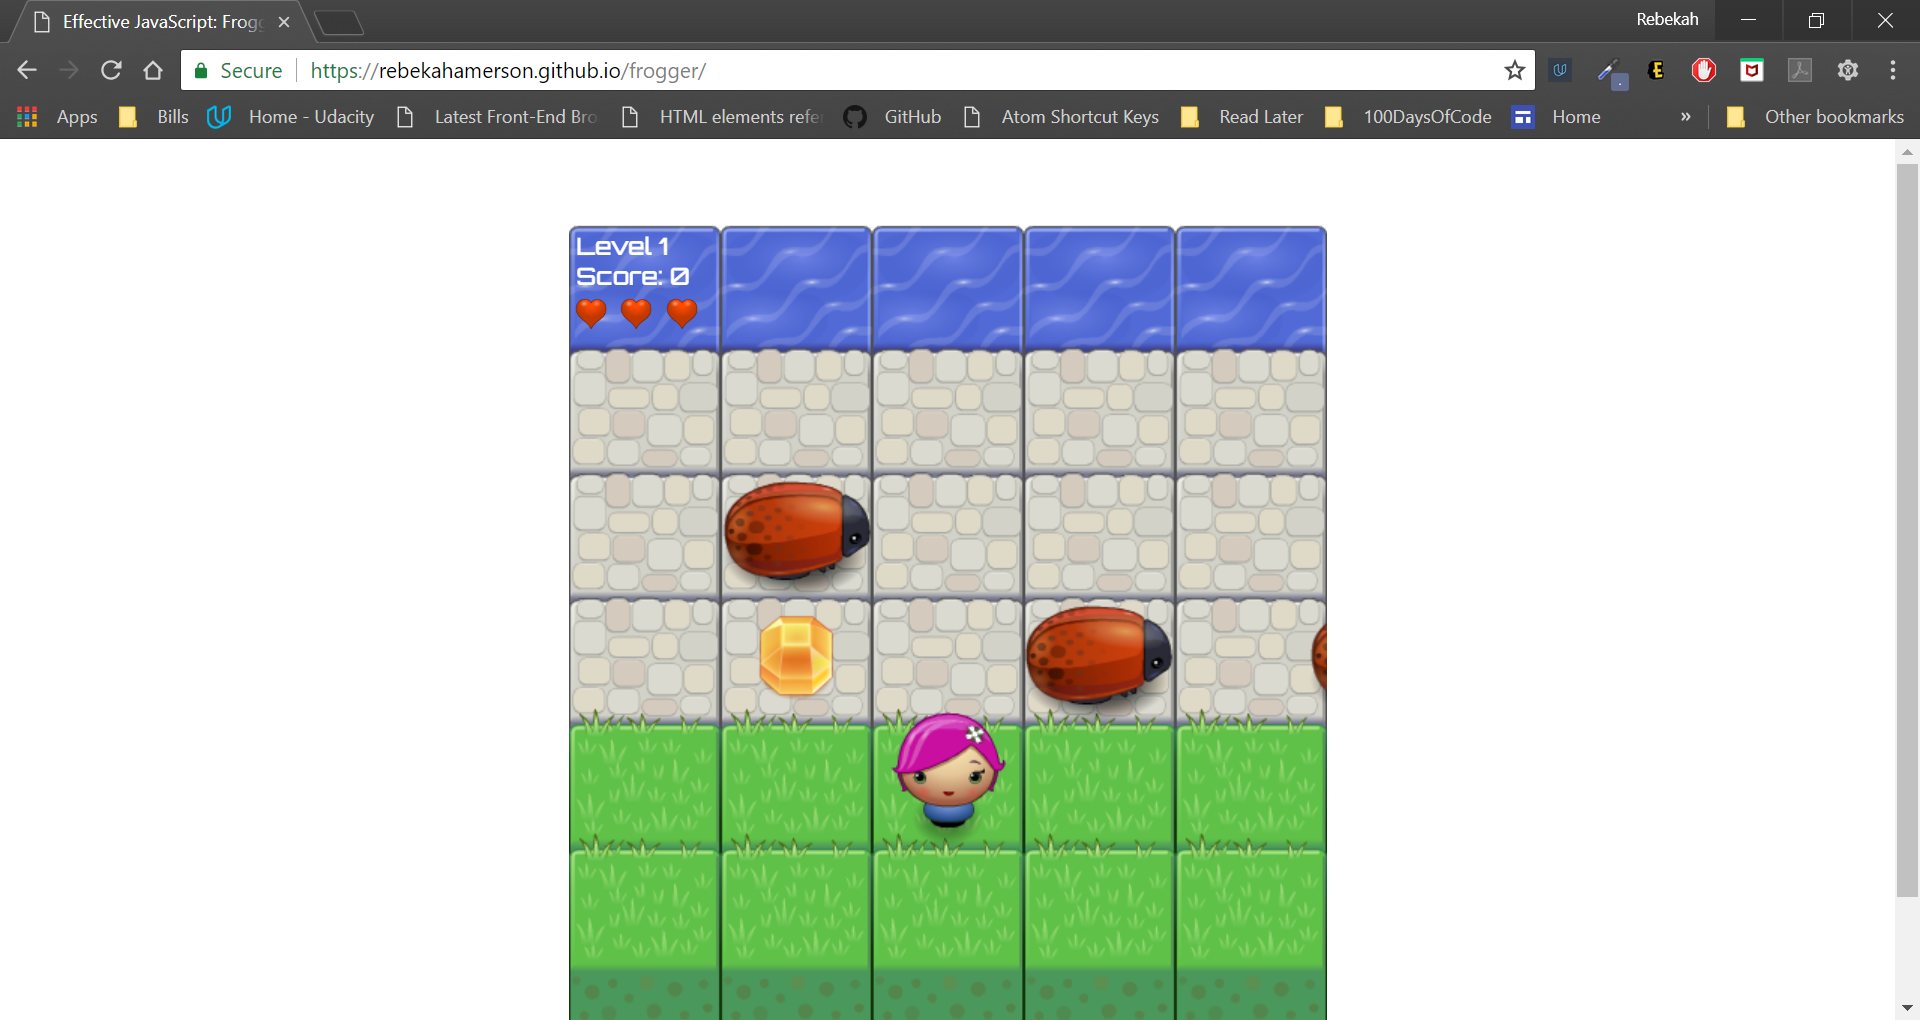 Effective JavaScript: Frogg
Rebekah
Secure
https://rebekahamerson.github.io/frogger/
Apps
Bills
Home - Udacity
Latest Front-End Bro
HTML elements refer
GitHub
Atom Shortcut Keys
Read Later
100DaysOfCode
Home
»
Other bookmarks
Level 1
Score: 0